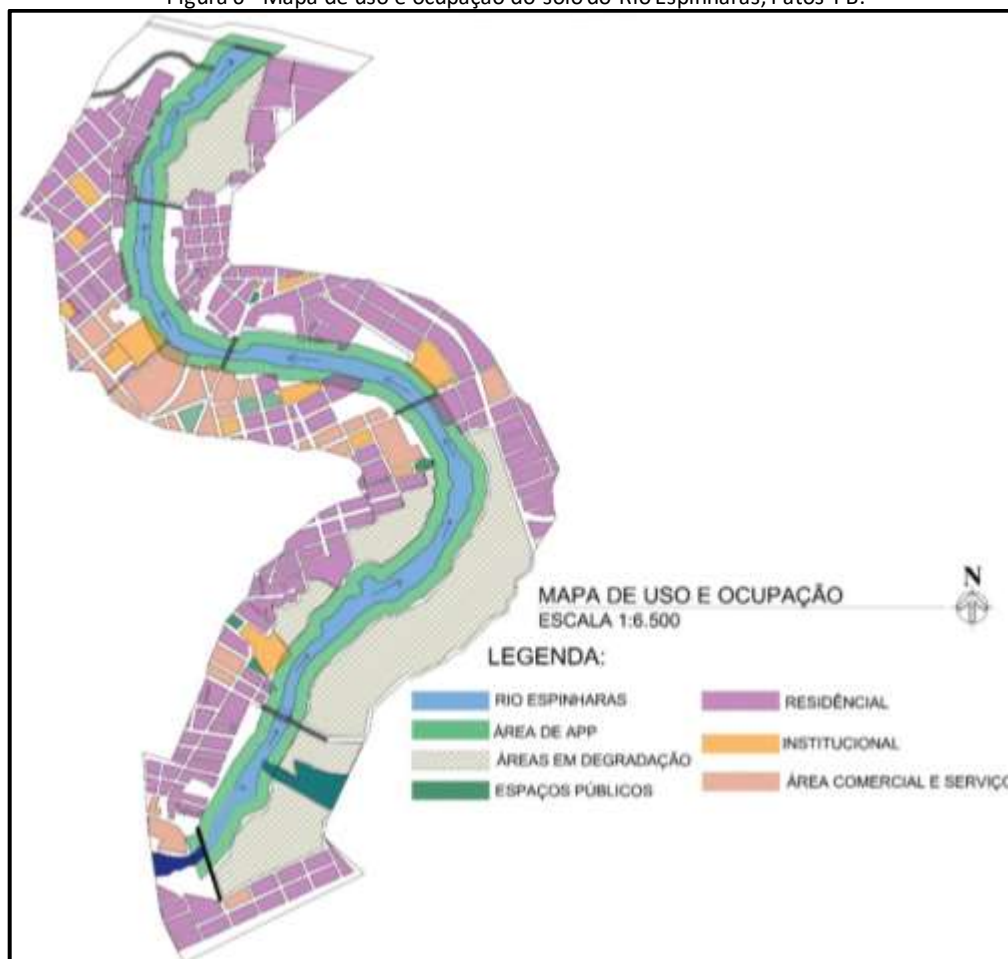 Figura 6 - Mapa de uso e ocupação do solo do Rio Espinharas, Patos-PB.
MAPA DE USO E OCUPAÇÃO
ESCALA 1:6.500
N
LEGENDA:
RIO ESPINHARAS
ÁREA DE APP
ÁREAS EM DEGRADAÇÃO
ESPAÇOS PÚBLICOS
RESIDÊNCIAL
INSTITUCIONAL
ÁREA COMERCIAL E SERVIÇO